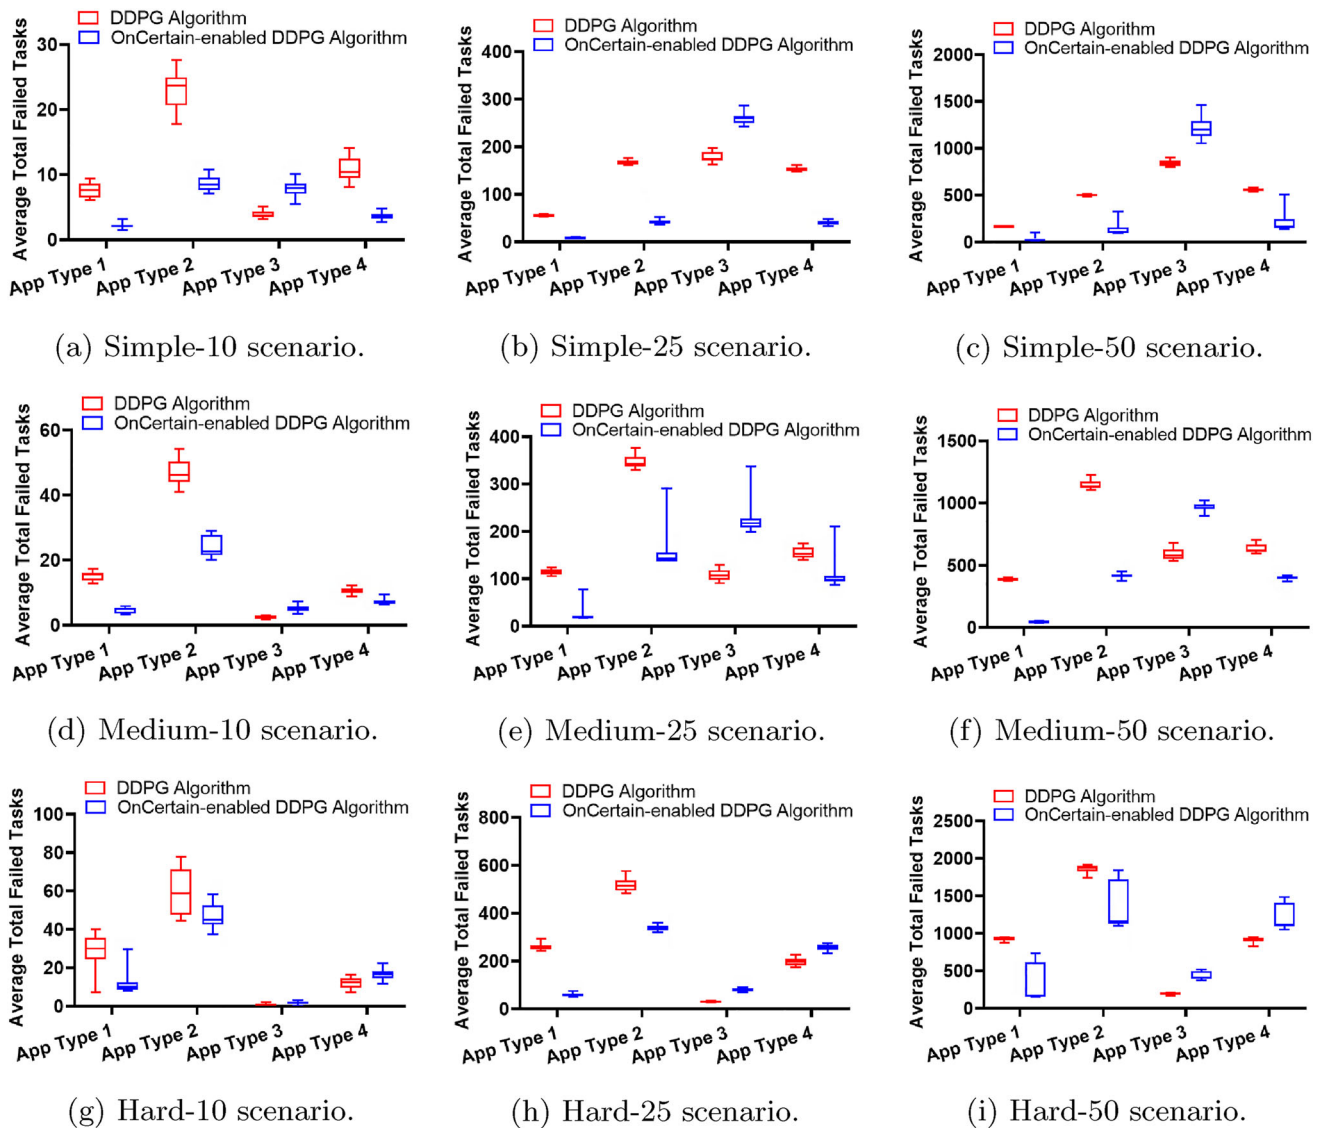 DDPG Algorithm
OnCertain-enabled DDPG Algorithm
Average Total Failed Tasks
30
20
10
0
App Type 1
App Type 2
App Type 3
App Type 4
(a) Simple-10 scenario.
DDPG Algorithm
OnCertain-enabled DDPG Algorithm
Average Total Failed Tasks
400
300
200
100
0
App Type 1
App Type 2
App Type 3
App Type 4
(b) Simple-25 scenario.
DDPG Algorithm
OnCertain-enabled DDPG Algorithm
Average Total Failed Tasks
2000
1500
1000
500
0
App Type 1
App Type 2
App Type 3
App Type 4
(c) Simple-50 scenario.
DDPG Algorithm
OnCertain-enabled DDPG Algorithm
Average Total Failed Tasks
60
40
20
0
App Type 1
App Type 2
App Type 3
App Type 4
(d) Medium-10 scenario.
DDPG Algorithm
OnCertain-enabled DDPG Algorithm
Average Total Failed Tasks
400
300
200
100
0
App Type 1
App Type 2
App Type 3
App Type 4
(e) Medium-25 scenario.
DDPG Algorithm
OnCertain-enabled DDPG Algorithm
Average Total Failed Tasks
1500
1000
500
0
App Type 1
App Type 2
App Type 3
App Type 4
(f) Medium-50 scenario.
DDPG Algorithm
OnCertain-enabled DDPG Algorithm
Average Total Failed Tasks
100
80
60
40
20
0
App Type 1
App Type 2
App Type 3
App Type 4
(g) Hard-10 scenario.
DDPG Algorithm
OnCertain-enabled DDPG Algorithm
Average Total Failed Tasks
800
600
400
200
0
App Type 1
App Type 2
App Type 3
App Type 4
(h) Hard-25 scenario.
DDPG Algorithm
OnCertain-enabled DDPG Algorithm
Average Total Failed Tasks
2500
2000
1500
1000
500
0
App Type 1
App Type 2
App Type 3
App Type 4
(i) Hard-50 scenario.